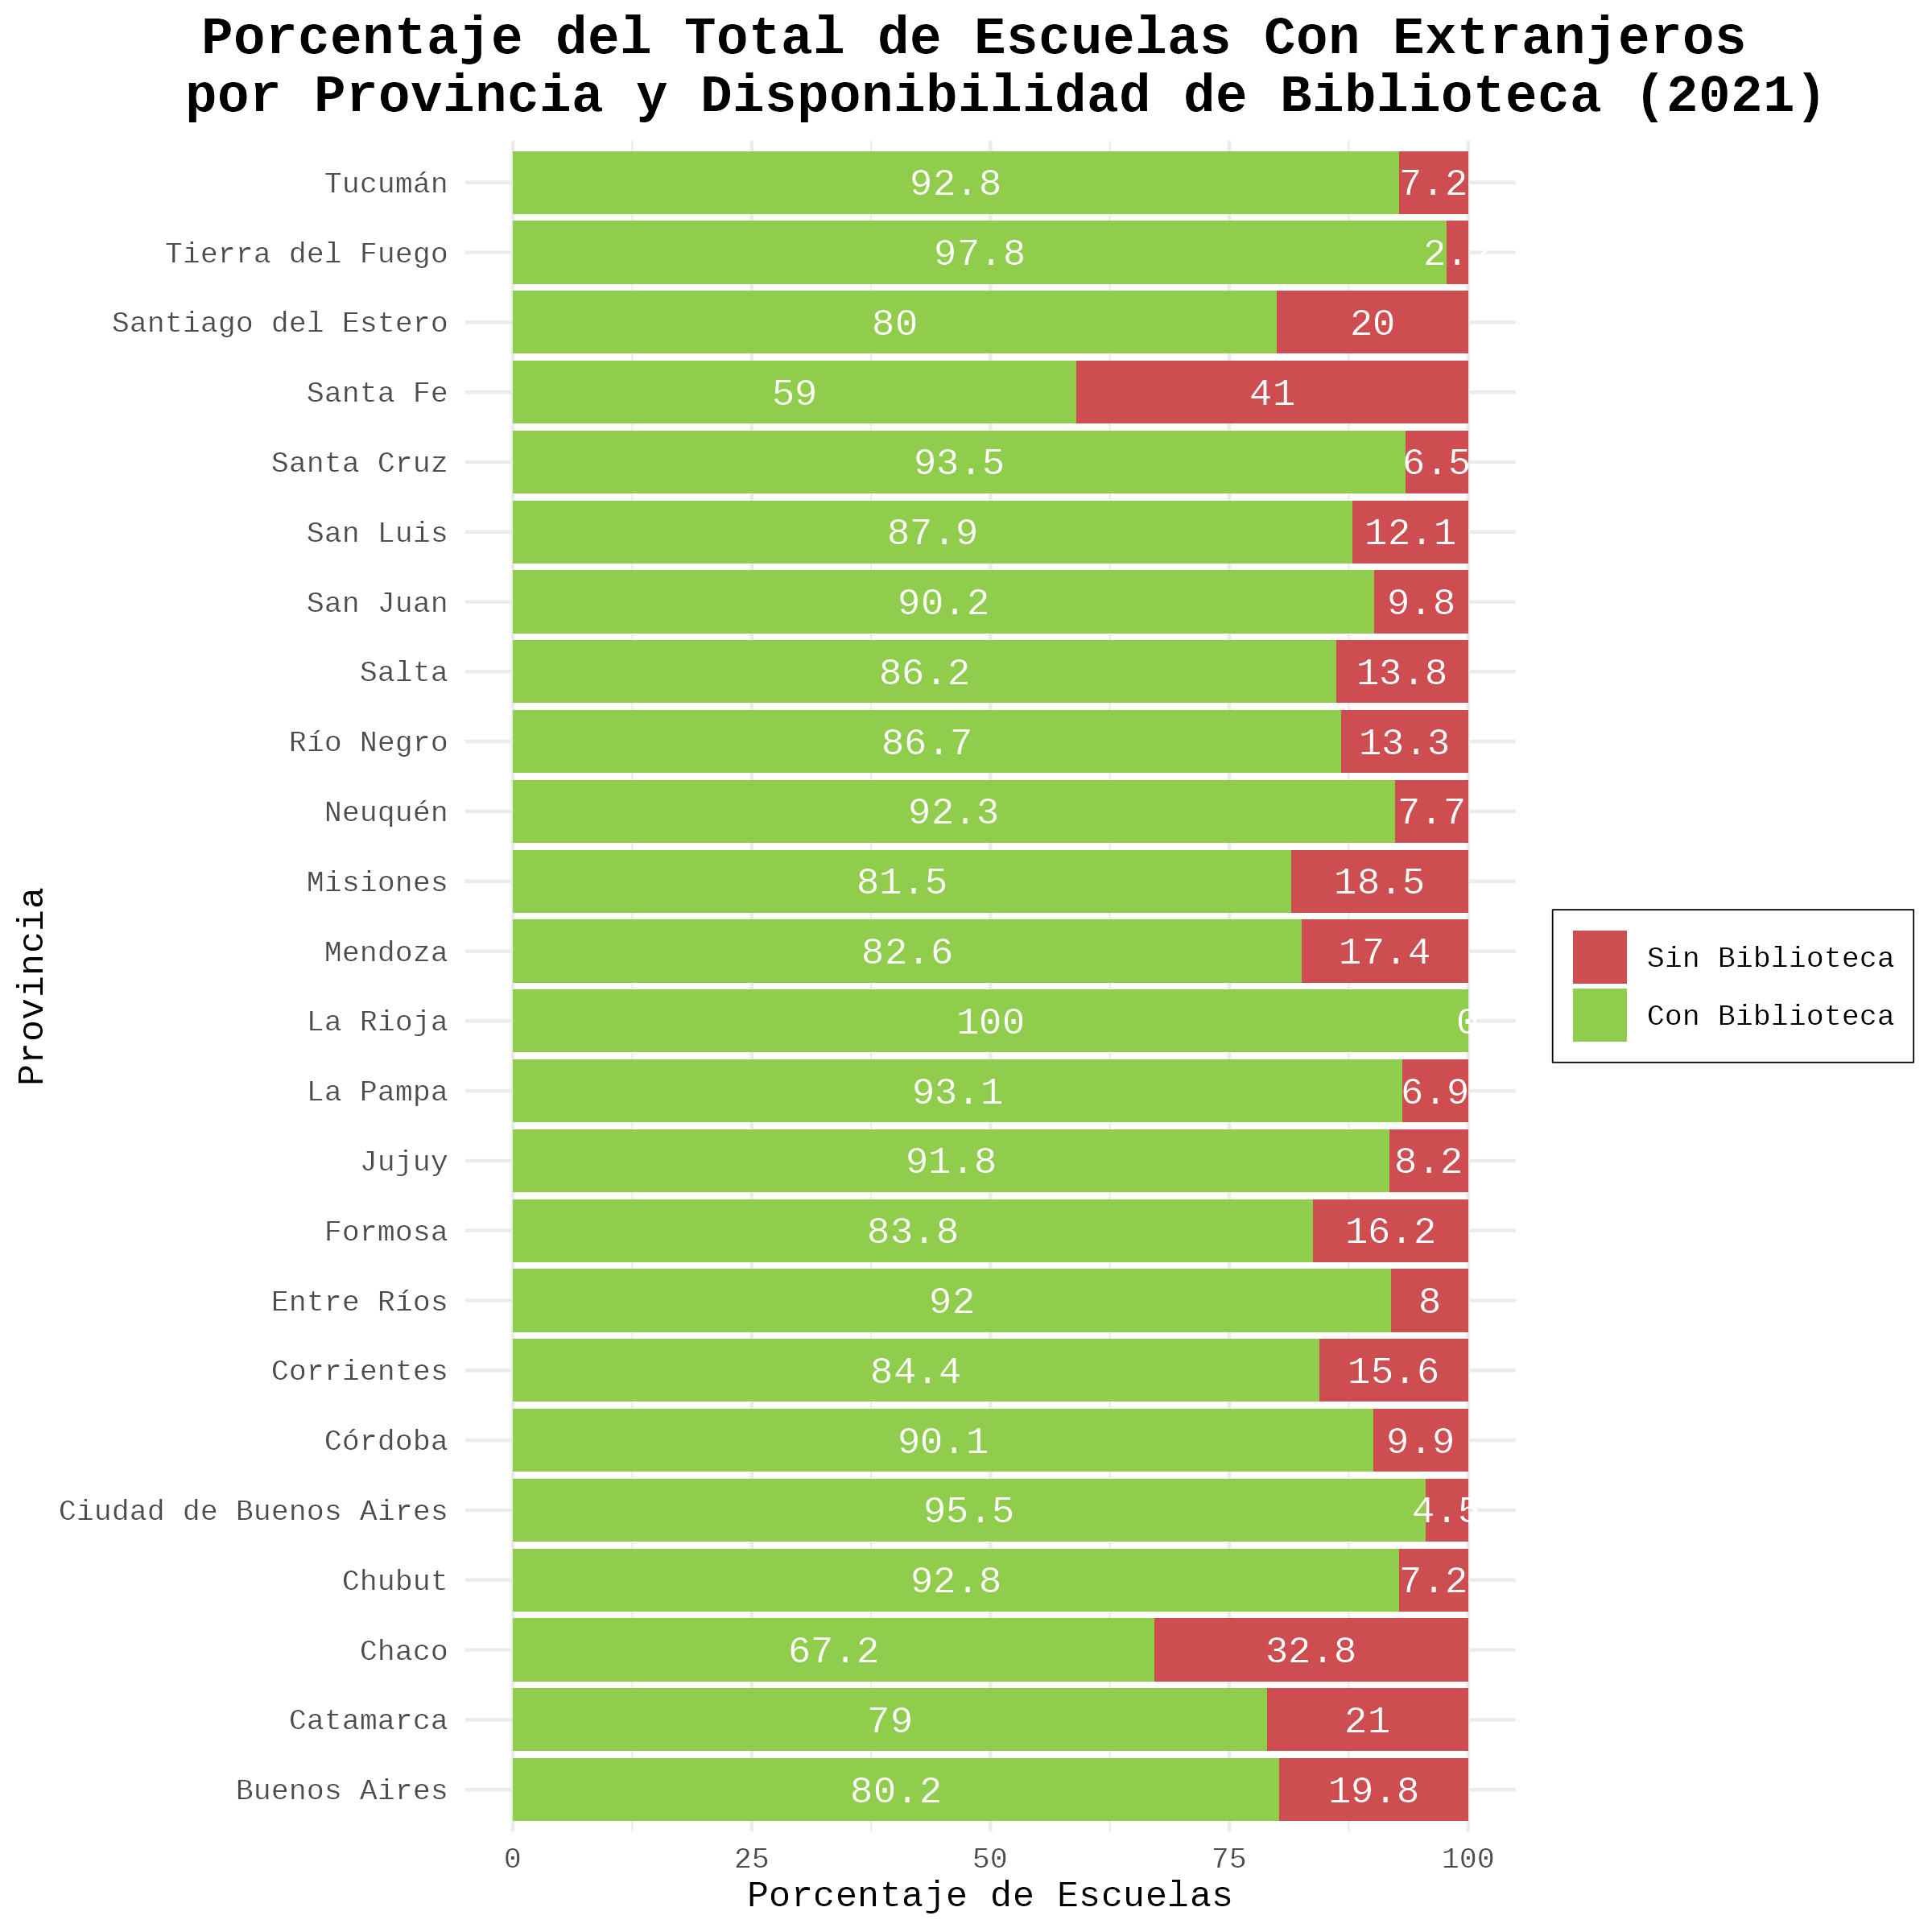 Porcentaje del Total de Escuelas Con Extranjeros
por Provincia y Disponibilidad de Biblioteca (2021)
Tucumán 92.8 7.2
Tierra del Fuego 97.8
Santiago del Estero 80 20
Santa Fe 59 41
Santa Cruz 93.5 6.5
San Luis 87.9 12.1
San Juan 90.2 9.8
Salta 86.2 13.8
Río Negro 86.7 13.3
Neuquén 92.3 7.7
Misiones 81.5 18.5
Mendoza 82.6 17.4
La Rioja 100 0
La Pampa 93.1 6.9
Jujuy 91.8 8.2
Formosa 83.8 16.2
Entre Ríos 92 8
Corrientes 84.4 15.6
Córdoba 90.1 9.9
Ciudad de Buenos Aires 95.5 4.5
Chubut 92.8 7.2
Chaco 67.2 32.8
Catamarca 79 21
Buenos Aires 80.2 19.8
0 25 50 75 100
Porcentaje de Escuelas
Provincia
Sin Biblioteca
Con Biblioteca